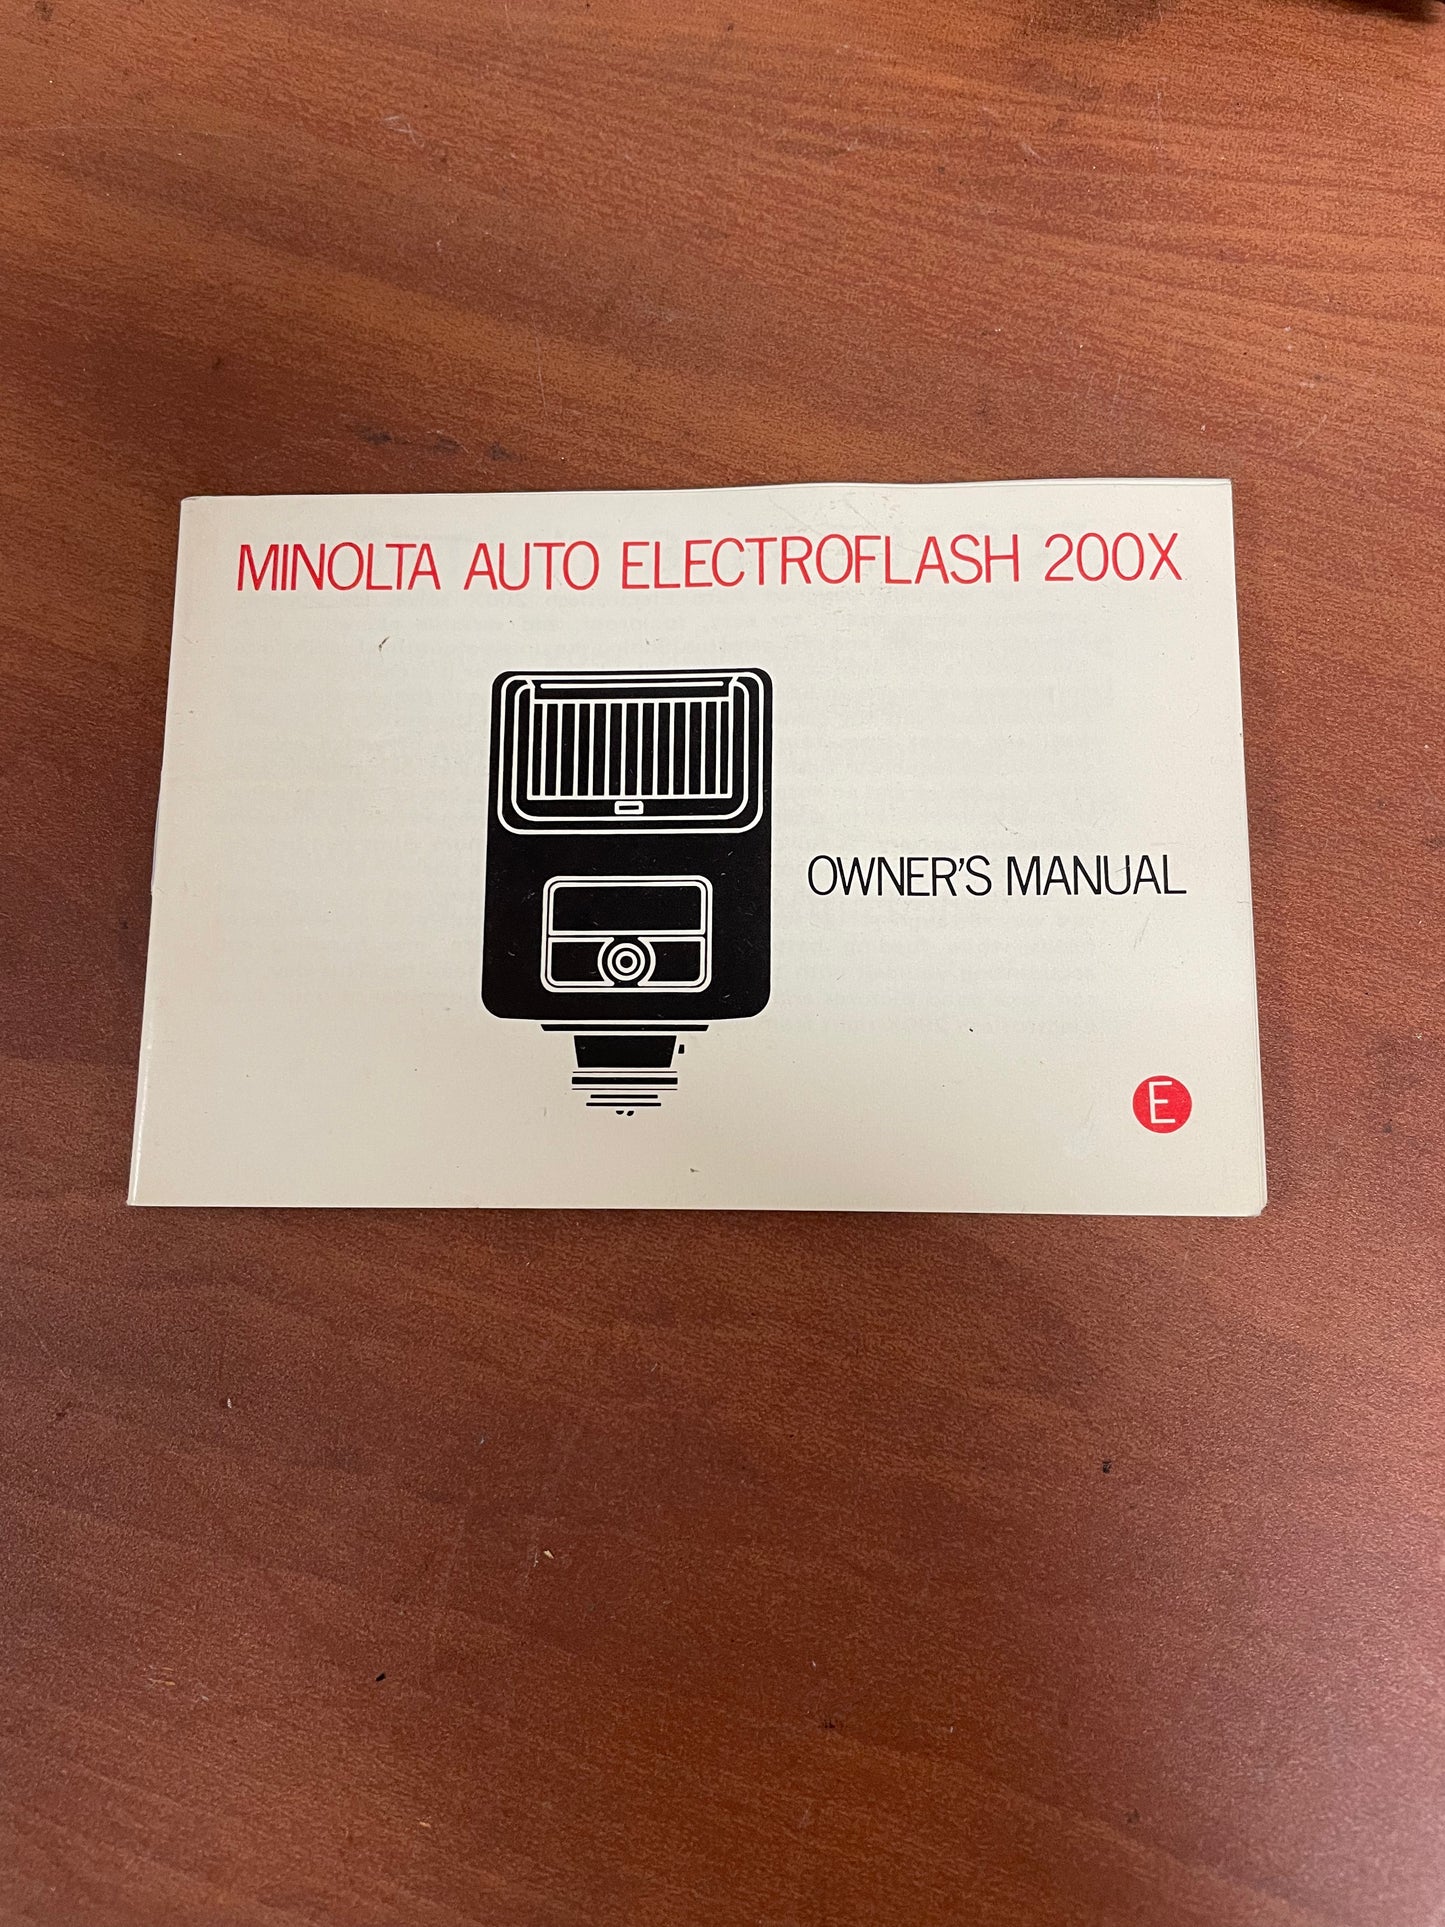 MINOLTA AUTO ELECTROFLASH 200X
OWNER'S MANUAL
E